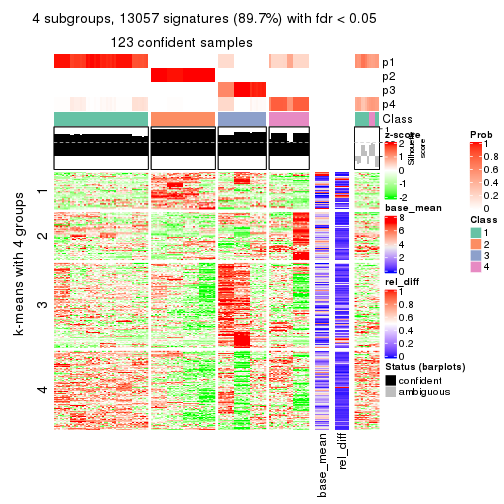 4 subgroups, 13057 signatures (89.7%) with fdr < 0.05
123 confident samples
p1
p2
p3
p4
Class
1
Silhouette
score
k-means with 4 groups
1
2
3
4
base_mean
rel_diff
z-score
2
1
0
-1
-2
base_mean
8
6
4
2
0
rel_diff
1
0.8
0.6
0.4
0.2
0
Status (barplots)
confident
ambiguous
Prob
1
0.8
0.6
0.4
0.2
0
Class
1
2
3
4